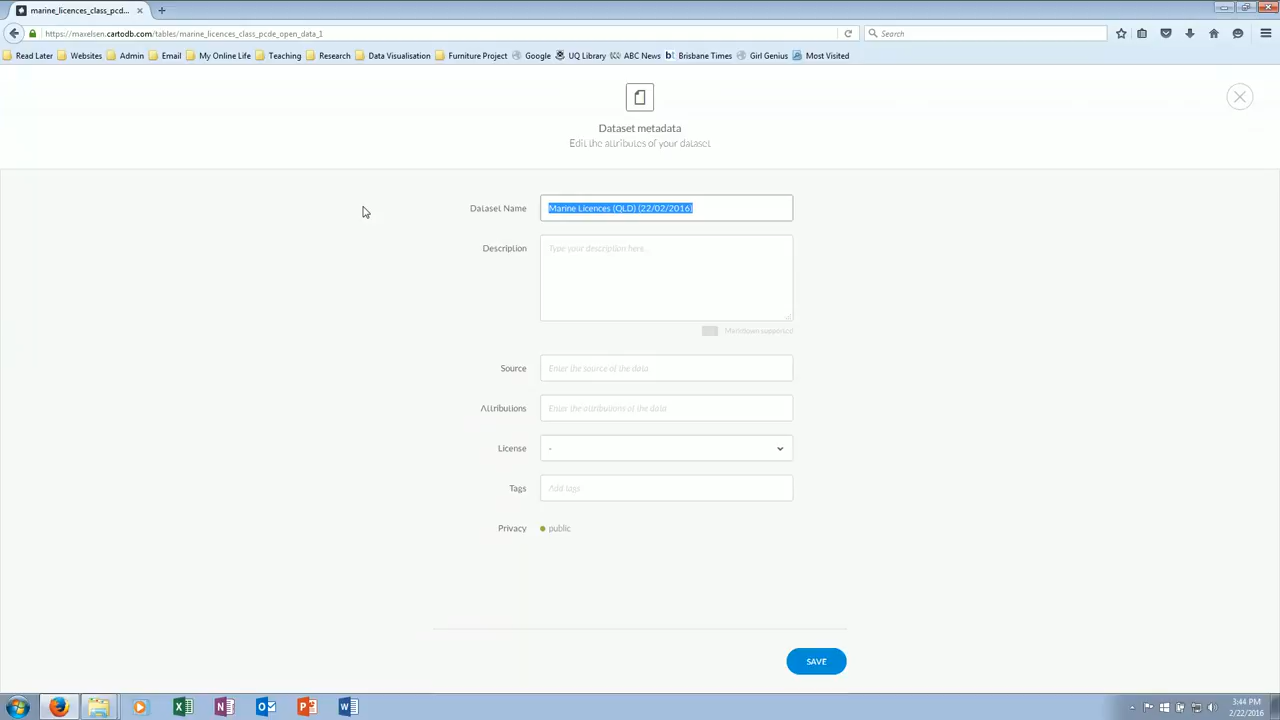 marine_licences_class_pcd...
https://maxelsen.cartodb.com/tables/marine_licences_class_pcde_open_data_1
Search
Read Later Websites Admin Email My Online Life Teaching Research Data Visualisation Furniture Project Google UQ Library ABC News Brisbane Times Girl Genius Most Visited
Dataset metadata
Edit the attributes of your dataset
Dataset Name Marine Licences (QLD) (22/02/2016)
Description Type your description here...
Markdown supported
Source Enter the source of the data
Attributions Enter the attributions of the data
License -
Tags Add tags
Privacy public
SAVE
3:44 PM
2/22/2016